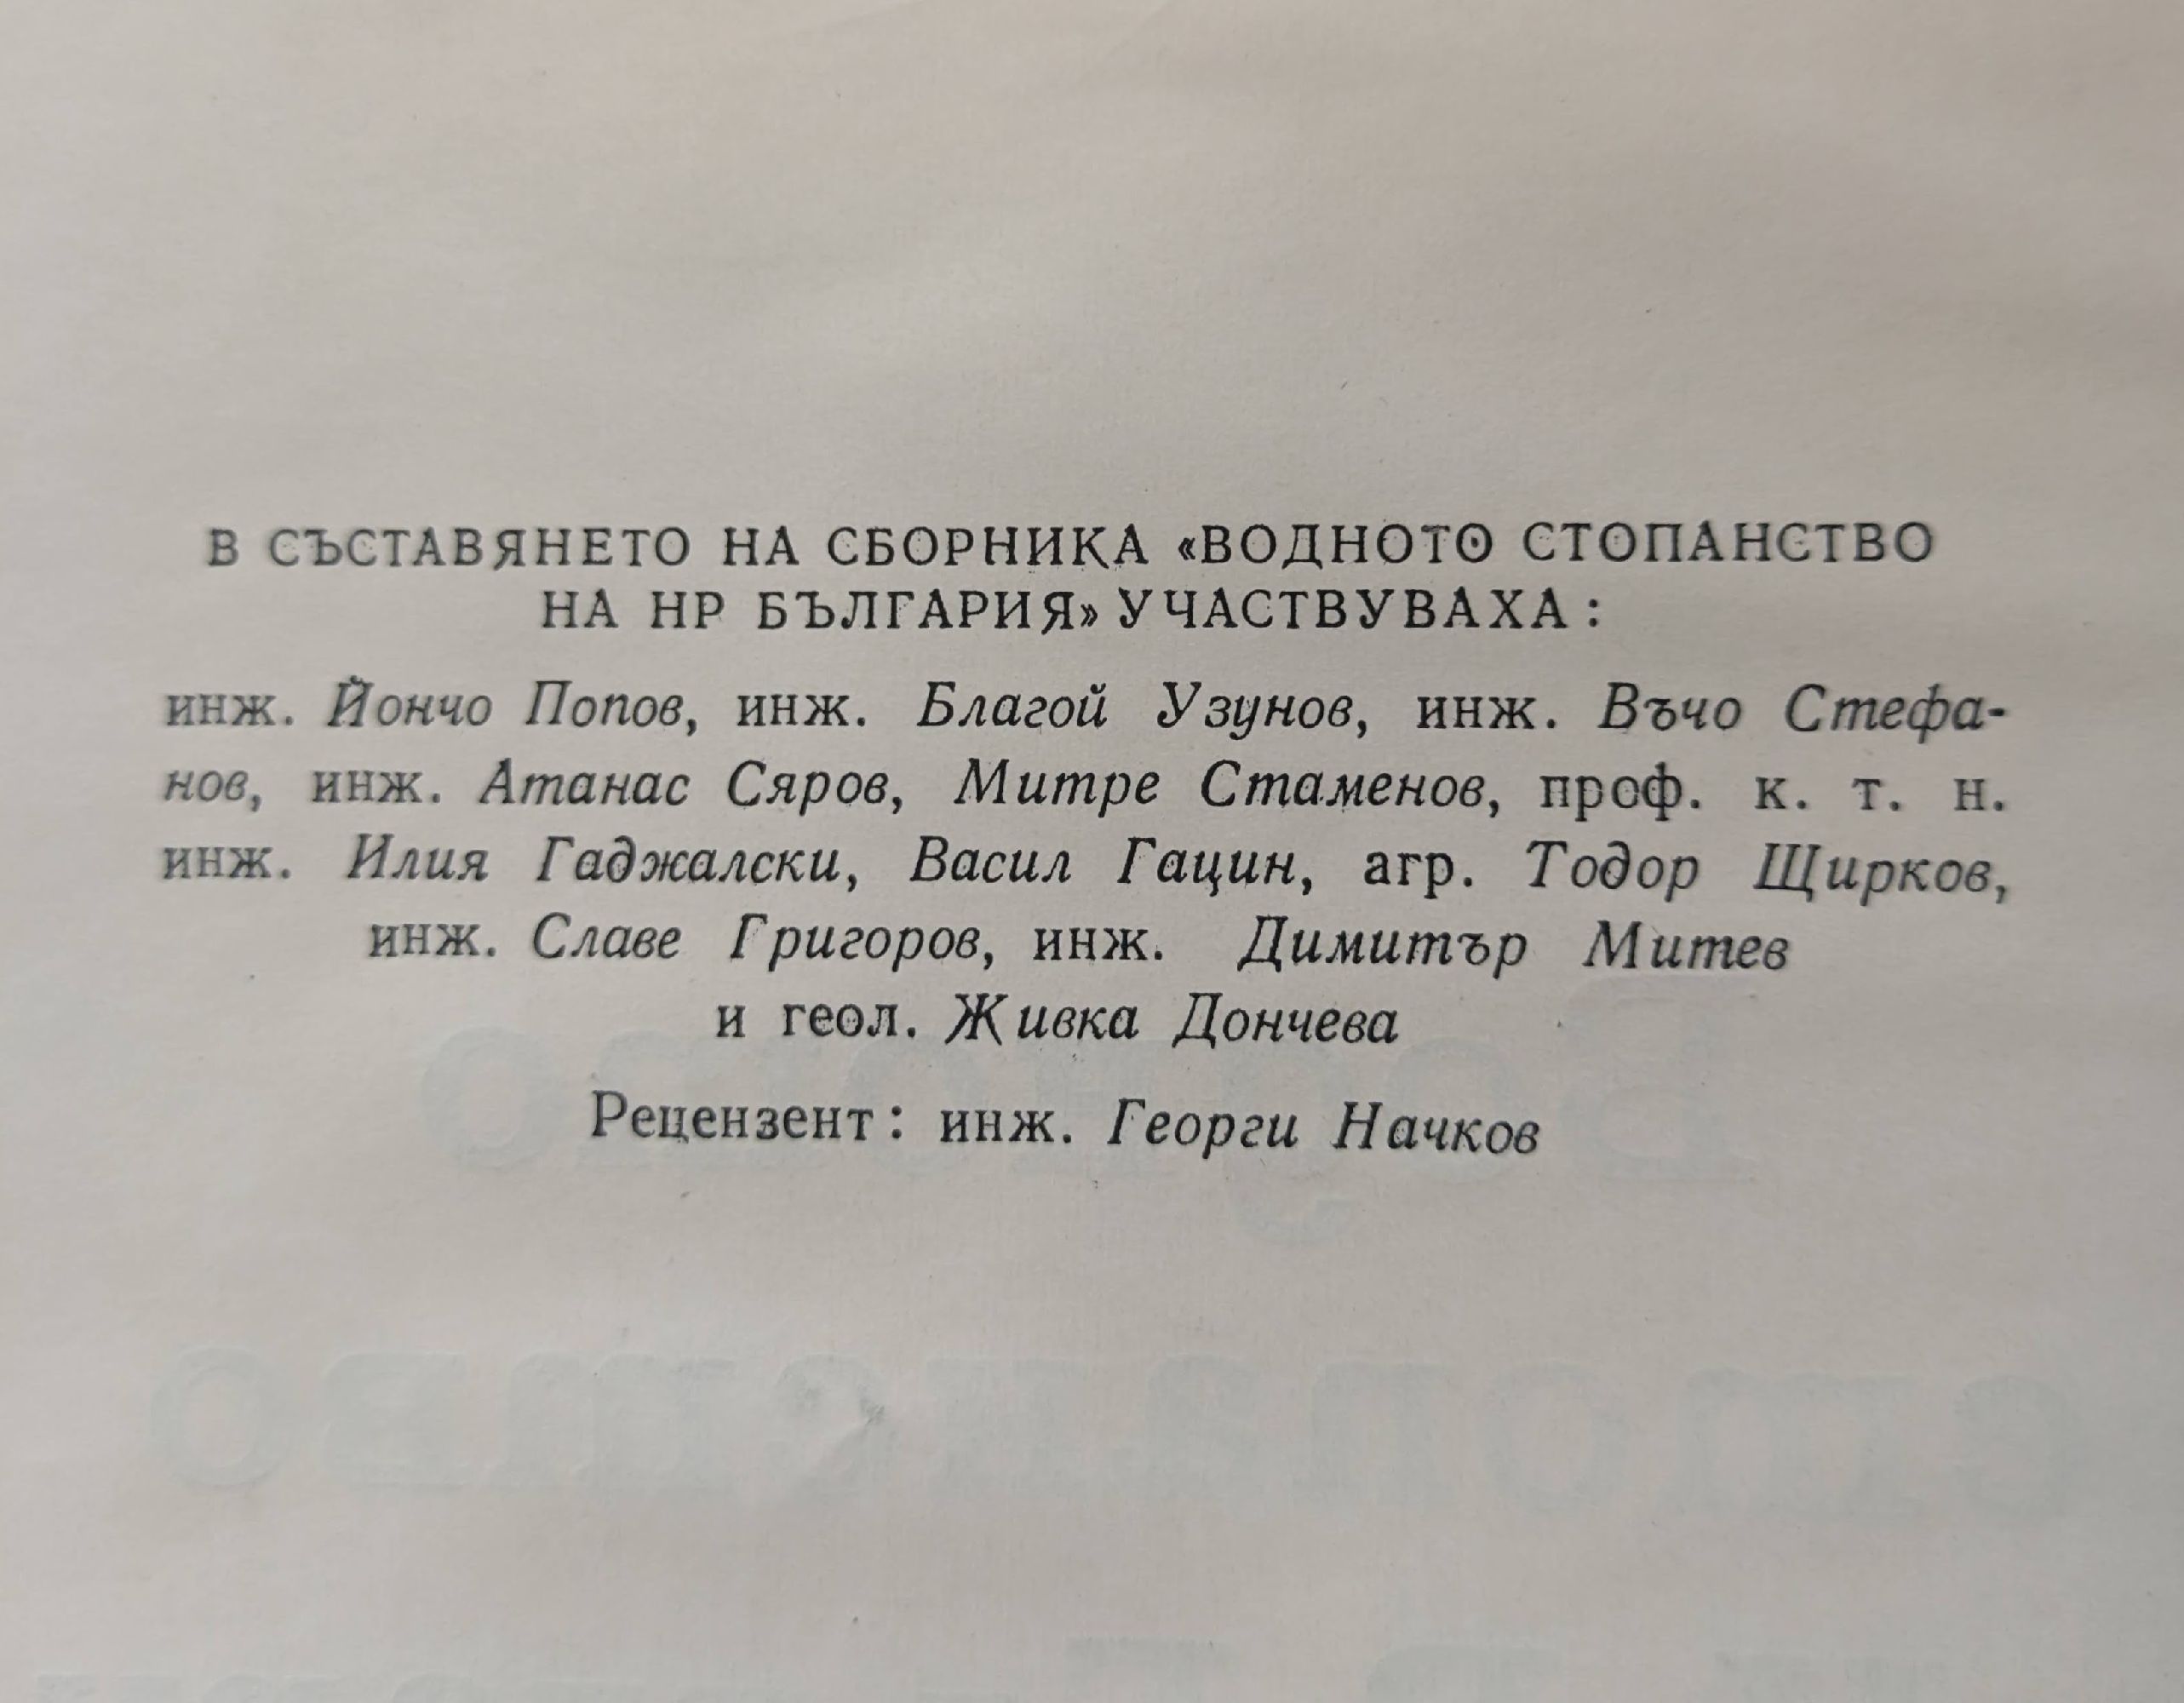 В СЪСТАВЯНЕТО НА СБОРНИКА «ВОДНОТО СТОПАНСТВО
НА НР БЪЛГАРИЯ» УЧАСТВУВАХА:
инж. Йончо Попов, инж. Благой Узунов, инж. Въчо Стефа-
нов, инж. Атанас Сяров, Митре Стаменов, проф. к. т. н.
инж. Илия Гаджалски, Васил Гацин, агр. Тодор Щирков,
инж. Славе Григоров, инж. Димитър Митев
и геол. Живка Дончева
Рецензент: инж. Георги Начков